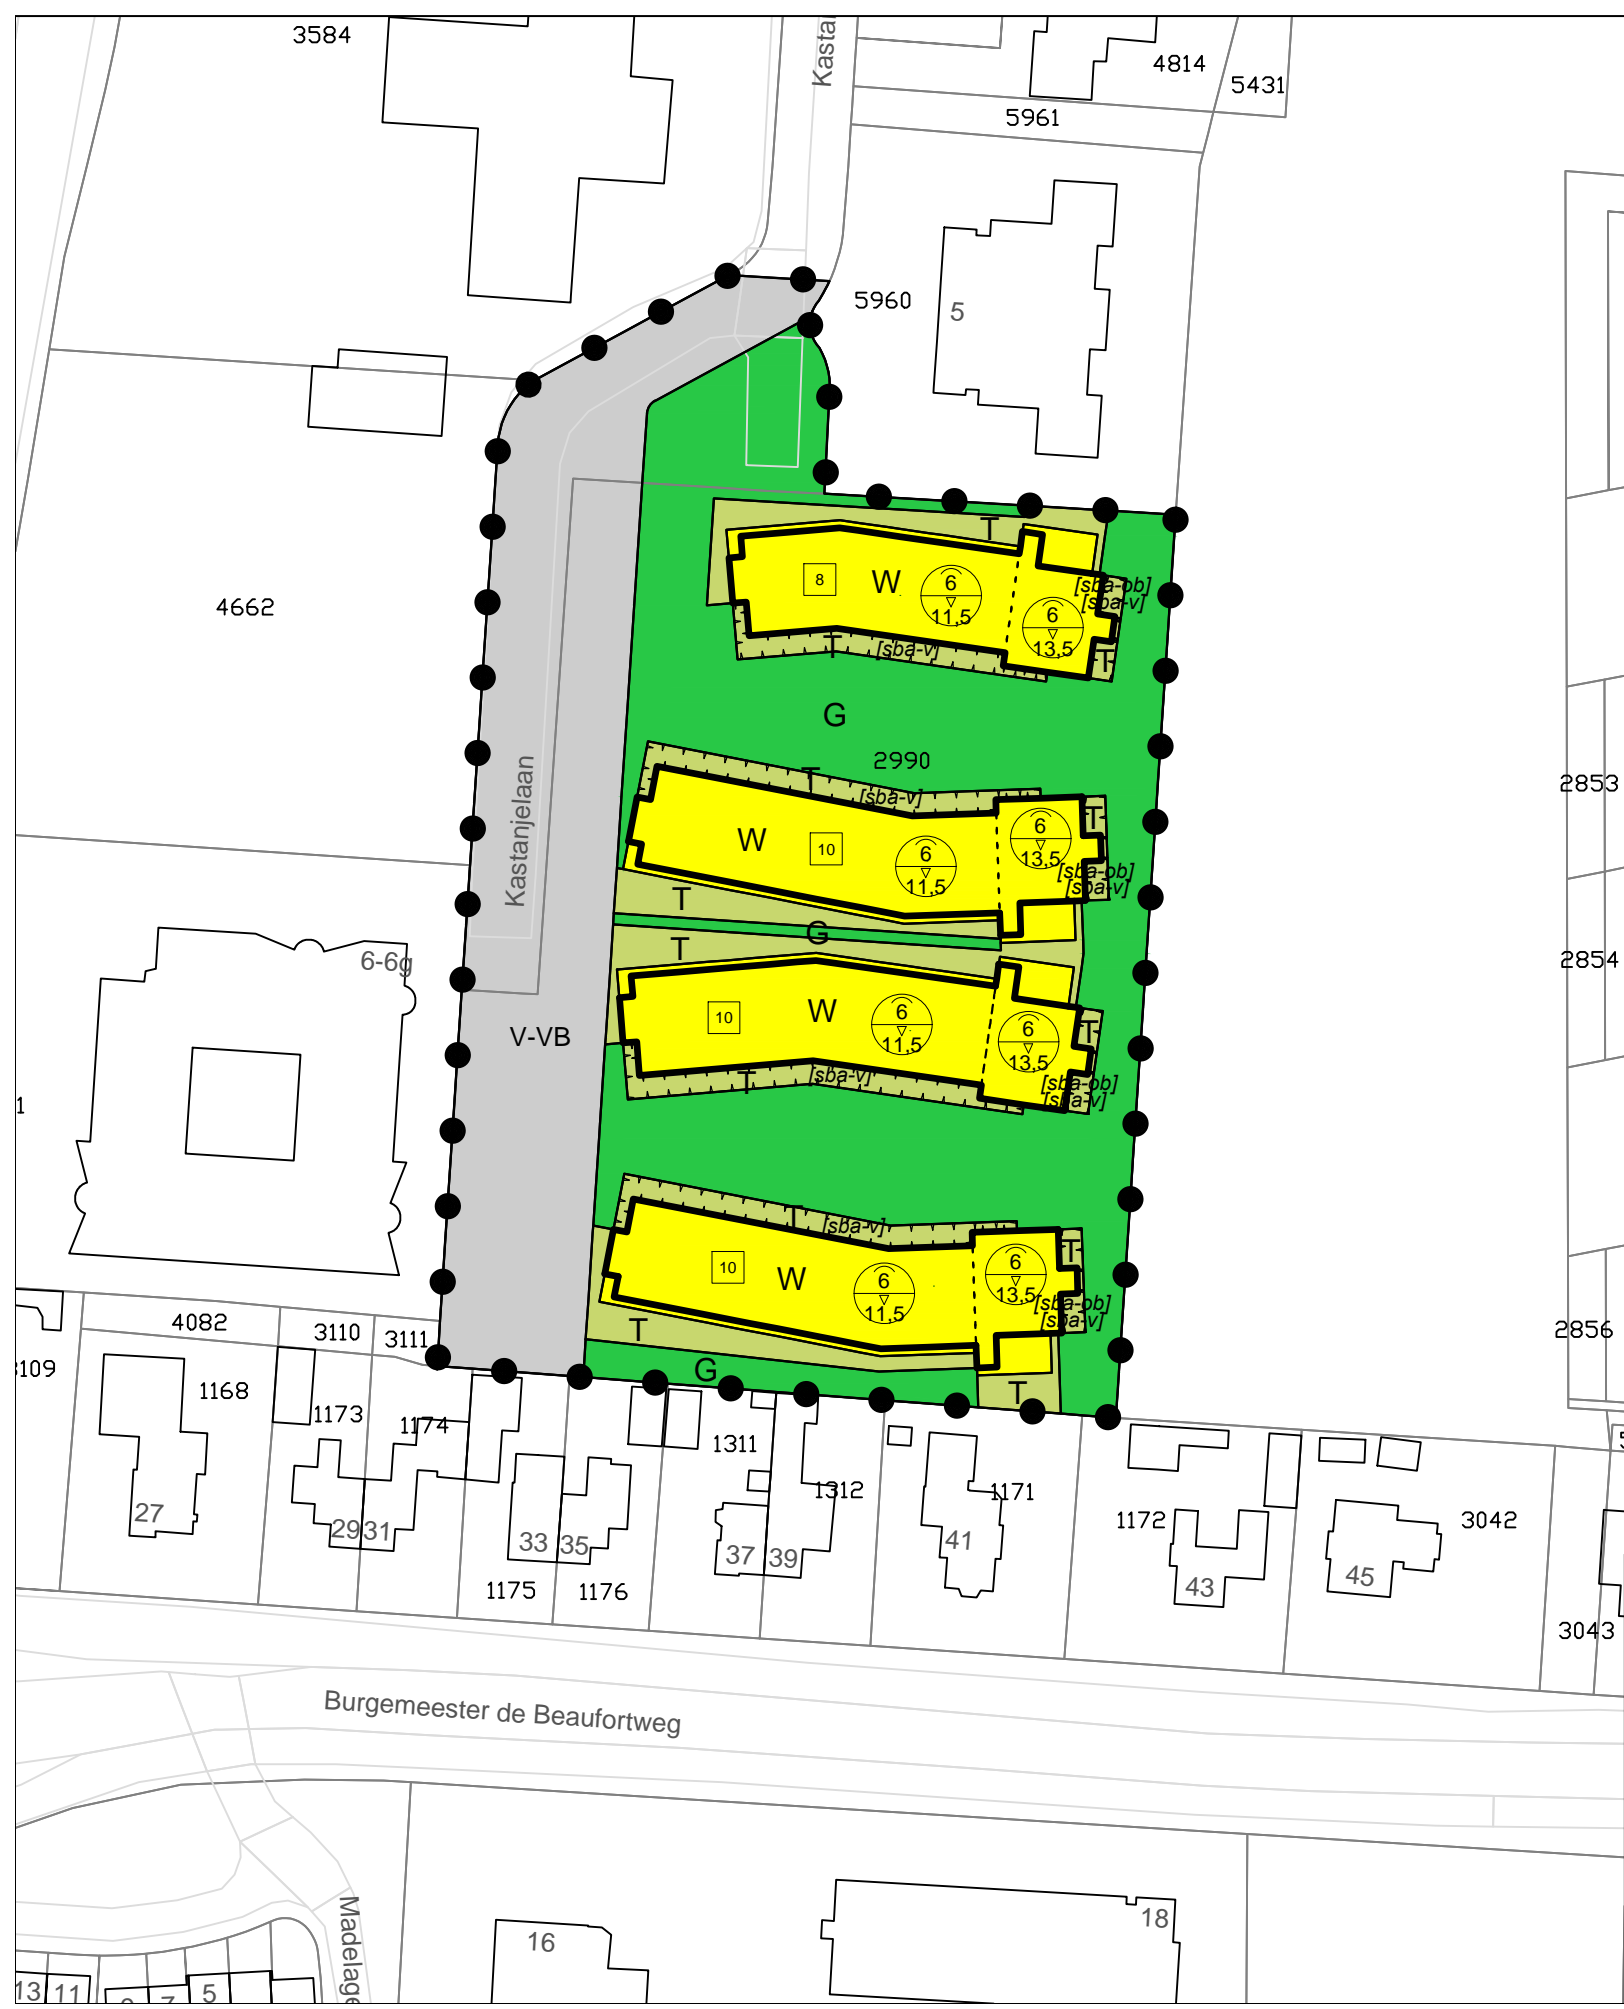 3584
Kasta
4814
5431
5961
5960
5
T
[sba-ob]
[sba-v]
8
W
6
11,5
6
13,5
4662
T
[sba-v]
T
G
2990
2853
T
[sba-v]
Kastanjelaan
W
10
6
11,5
6
13,5
T
[sba-ob]
[sba-v]
T
G
T
2854
6-6g
10
W
6
11,5
6
13,5
T
V-VB
T
[sba-v]
[sba-ob]
[sba-v]
1
T
[sba-v]
T
10
W
6
11,5
6
13,5
[sba-ob]
[sba-v]
4082
3110
3111
T
2856
3109
G
T
1168
1173
1174
1311
1312
1171
1172
3042
27
29
31
33
35
37
39
41
43
45
1175
1176
3043
Burgemeester de Beaufortweg
Madelage
16
18
13
11
5